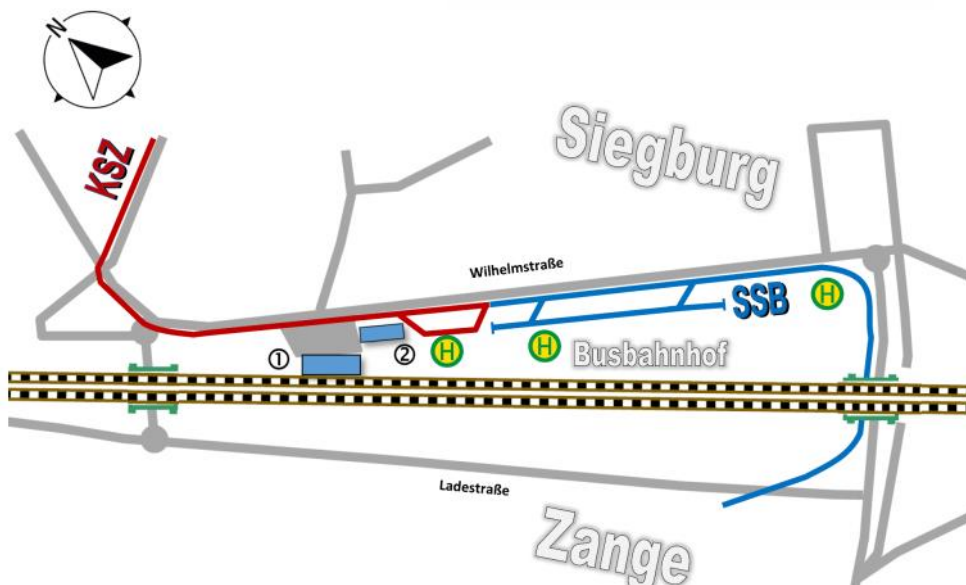 N
KSZ
Siegburg
Wilhelmstraße
SSB
H
① 
②
H
H
Busbahnhof
Ladestraße
Zange